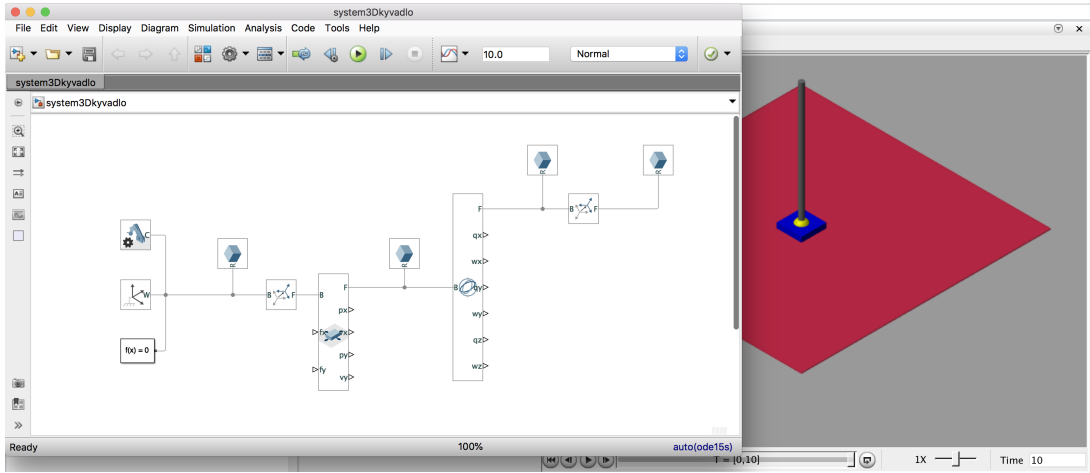 system3Dkyvadlo
File Edit View Display Diagram Simulation Analysis Code Tools Help
10.0 Normal
system3Dkyvadlo
system3Dkyvadlo
R R
F B F
qx
C wx
R R
W B F B F B qy
px wy
fx vx
f(x) = 0 py qz
fy wz
vy
Ready 100% auto(ode15s)
T = [0,10] 1X Time 10